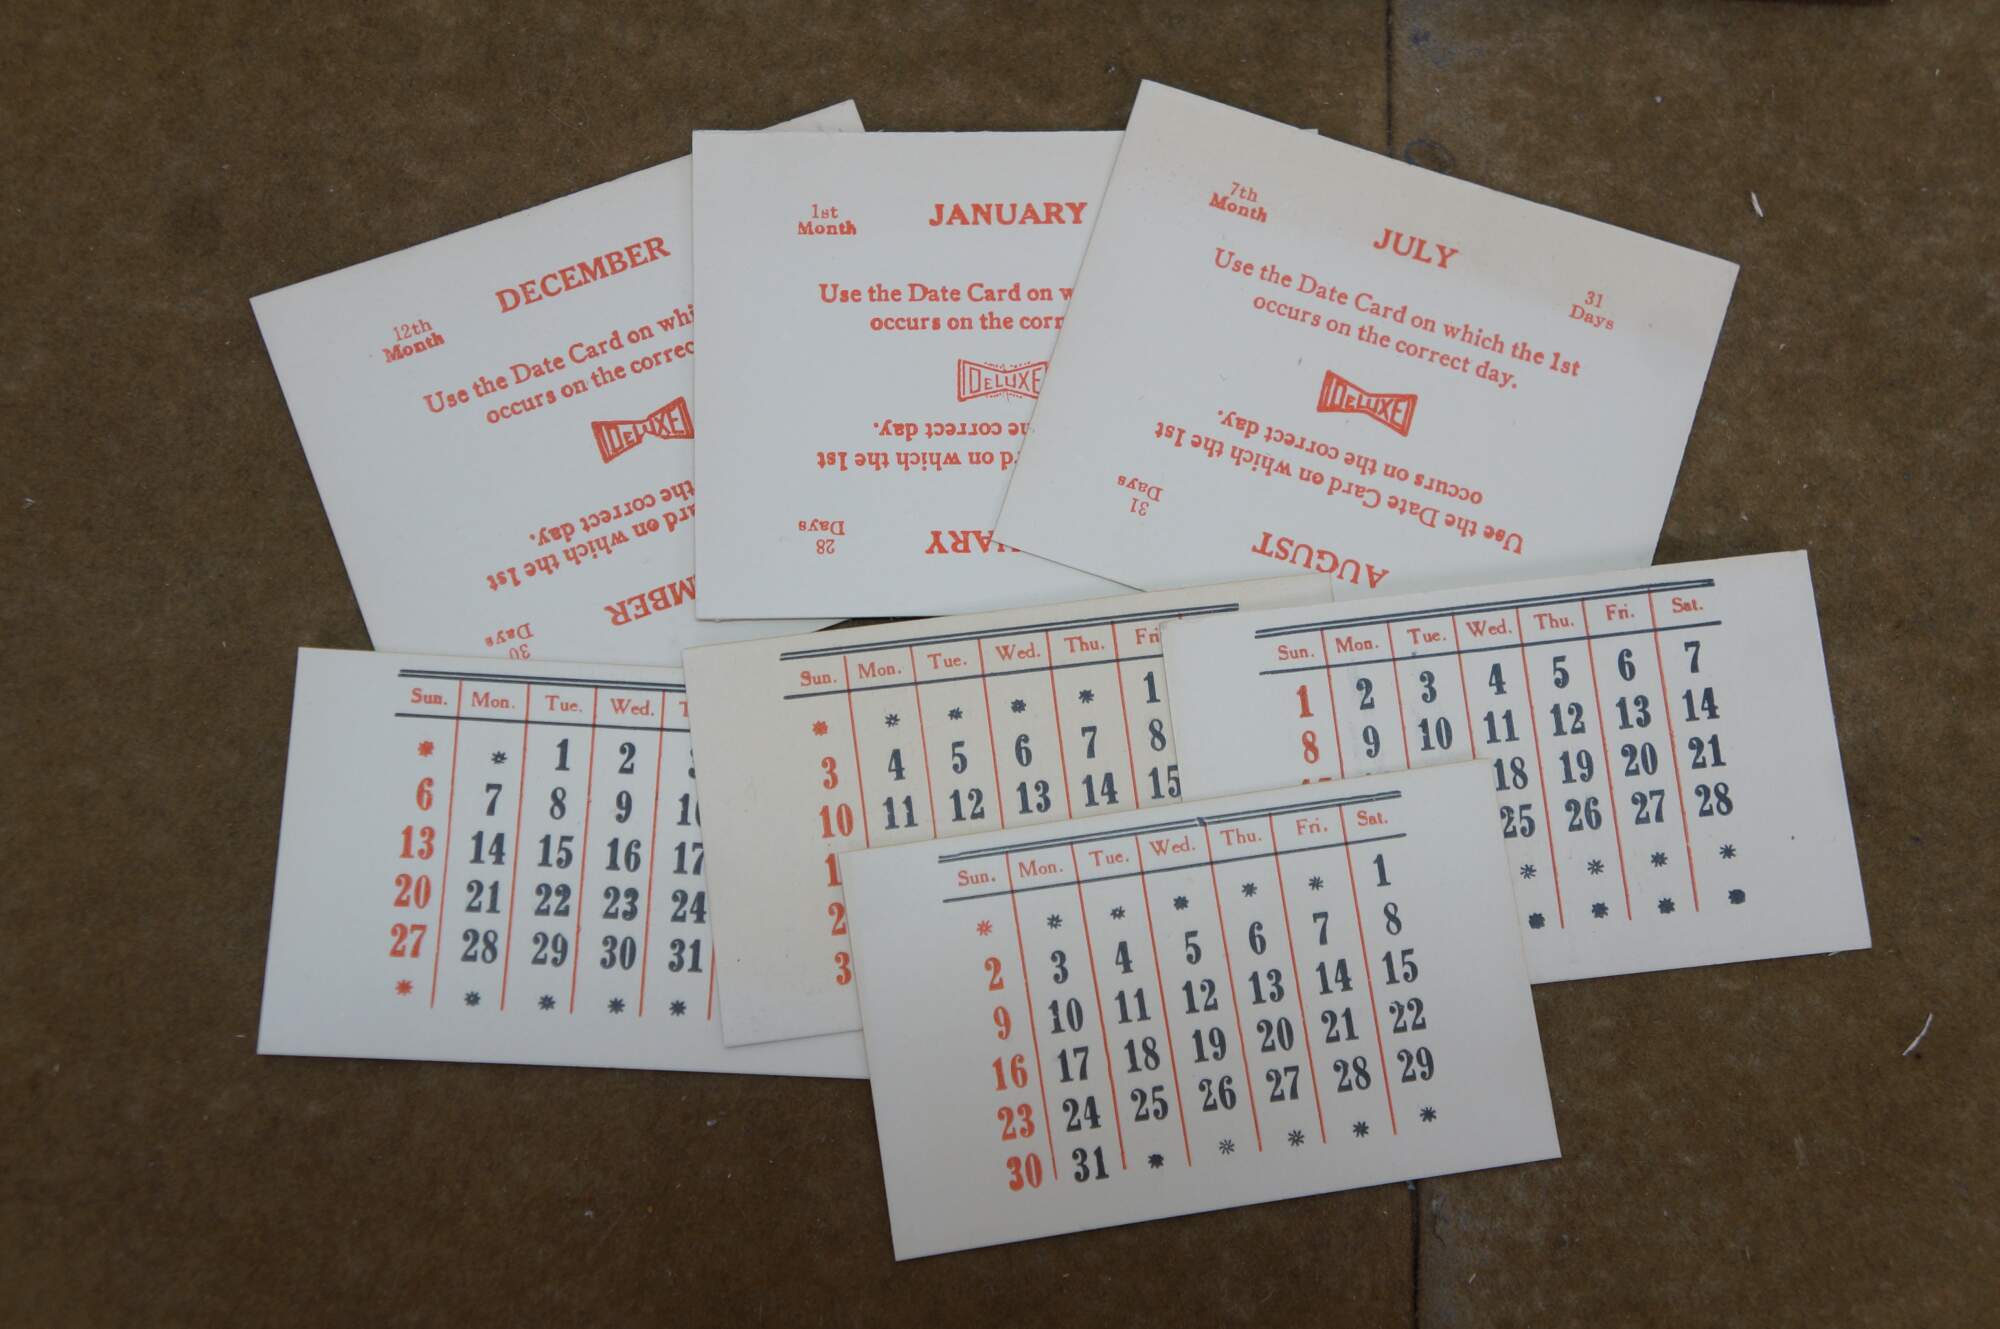 12th
Month
DECEMBER
Use the Date Card on
occurs on the
DELUXE
the correct day.
on which the 1st
30
Days
1st
Month
JANUARY
Use the Date Card on
occurs on the
DELUXE
correct day.
on which the 1st
28
Days
7th
Month
JULY
31
Days
Use the Date Card on which the 1st
occurs on the correct day.
DELUXE
AUGUST
31
Days
Use the Date Card on which the 1st
occurs on the correct day.
Sun. Mon. Tue. Wed.
* * 1 2
6 7 8 9
13 14 15 16 17
20 21 22 23 24
27 28 29 30 31
* * * * *
Sun. Mon. Tue. Wed. Thu. Fri
* * * * * 1
3 4 5 6 7 8
10 11 12 13 14 15
Sun. Mon. Tue. Wed. Thu. Fri. Sat.
1 2 3 4 5 6 7
8 9 10 11 12 13 14
18 19 20 21
25 26 27 28
* * * *
* * * *
Sun. Mon. Tue. Wed. Thu. Fri. Sat.
* * * * * * 1
2 3 4 5 6 7 8
9 10 11 12 13 14 15
16 17 18 19 20 21 22
23 24 25 26 27 28 29
30 31 * * * * *